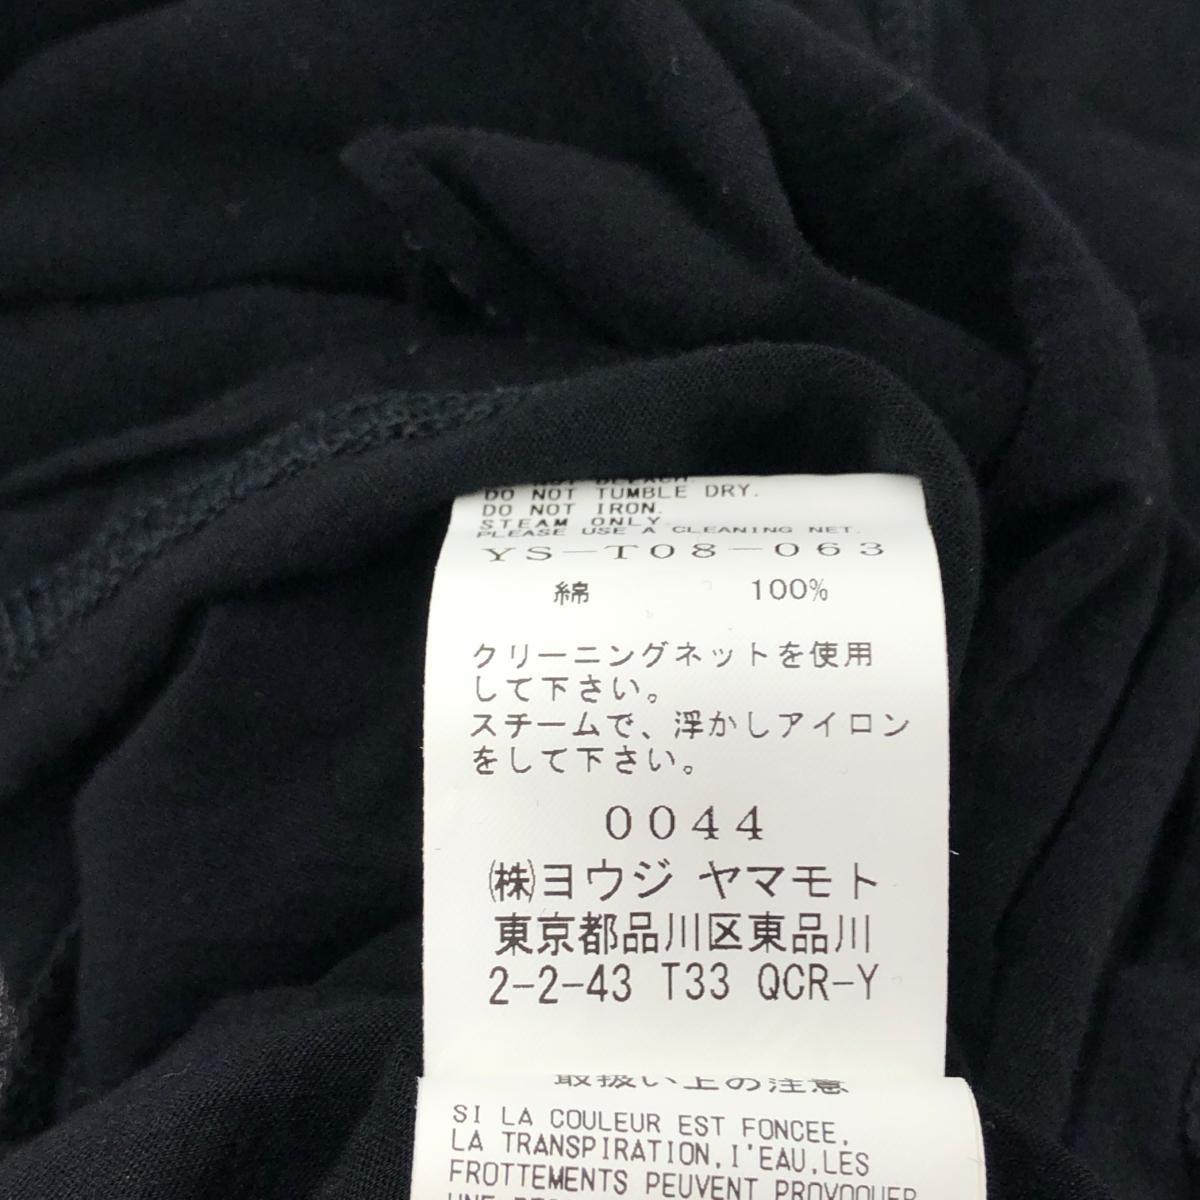 DO NOT TUMBLE DRY.
DO NOT IRON.
STEAM ONLY.
PLEASE USE A CLEANING NET.
YS-T08-063
綿 100%
クリーニングネットを使用
して下さい。
スチームで、浮かしアイロン
をして下さい。
0044
㈱ヨウジ ヤマモト
東京都品川区東品川
2-2-43 T33 QCR-Y
取扱い上の注意
SI LA COULEUR EST FONCEE,
LA TRANSPIRATION,I'EAU,LES
FROTTEMENTS PEUVENT PROVOQUER